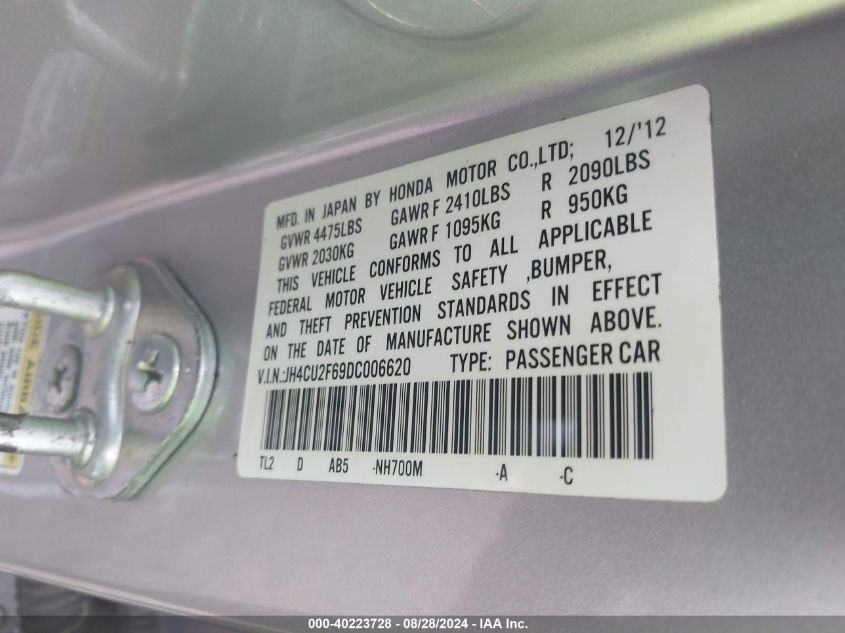 MFD. IN JAPAN BY HONDA MOTOR CO.,LTD; 12/'12
GVWR 4475LBS GAWR F 2410LBS R 2090LBS
GVWR 2030KG GAWR F 1095KG R 950KG
THIS VEHICLE CONFORMS TO ALL APPLICABLE
FEDERAL MOTOR VEHICLE SAFETY ,BUMPER,
AND THEFT PREVENTION STANDARDS IN EFFECT
ON THE DATE OF MANUFACTURE SHOWN ABOVE.
V.I.N.:JH4CU2F69DC006620 TYPE: PASSENGER CAR
TL2 D AB5 -NH700M -A -C
000-40223728 - 08/28/2024 - IAA Inc.